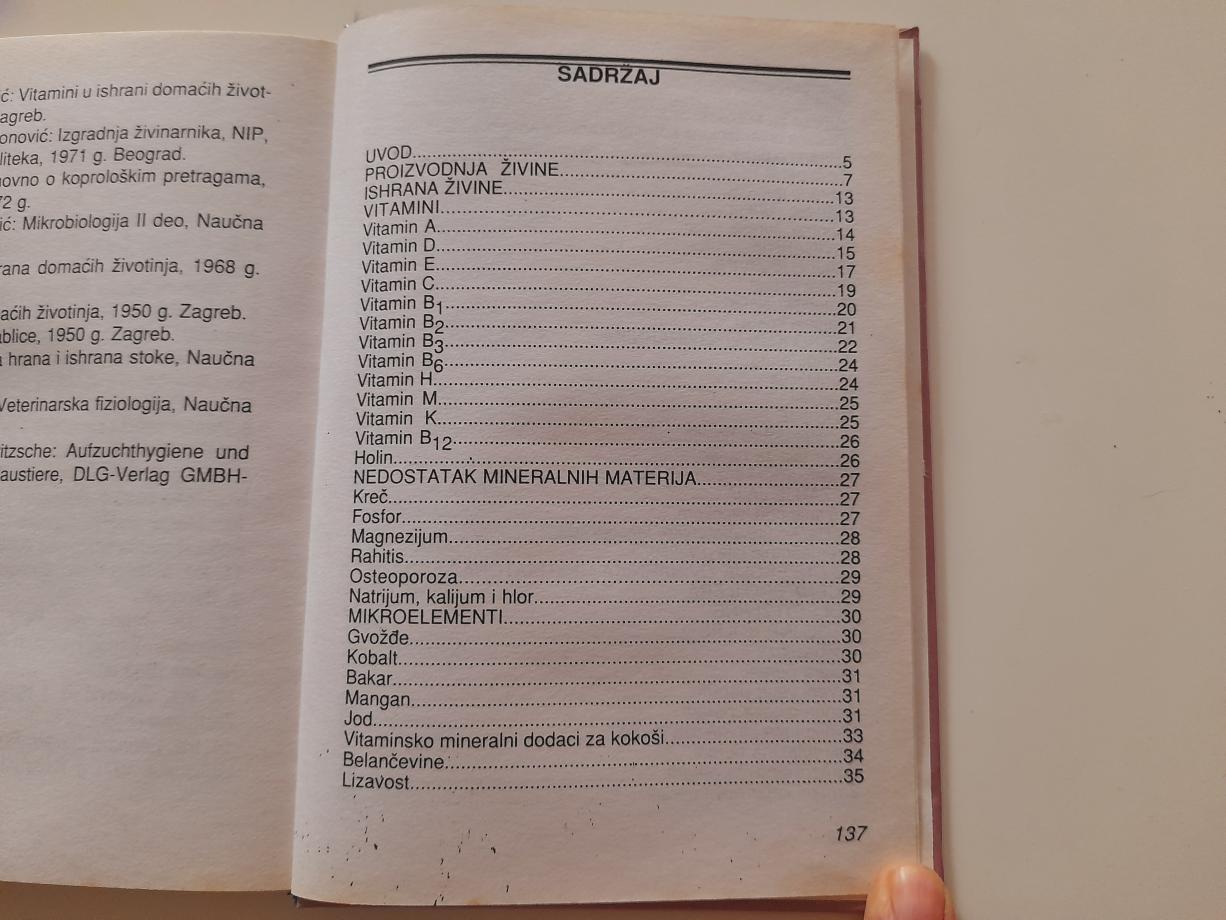 ć: Vitamini u ishrani domaćih život-
agreb.
onović: Izgradnja živinarnika, NIP,
liteka, 1971 g. Beograd.
ovno o koprološkim pretragama,
72 g.
ić: Mikrobiologija II deo, Naučna
rana domaćih životinja, 1968 g.
aćih životinja, 1950 g. Zagreb.
ablice, 1950 g. Zagreb.
hrana i ishrana stoke, Naučna
Veterinarska fiziologija, Naučna
itzsche: Aufzuchthygiene und
austiere, DLG-Verlag GMBH-
SADRŽAJ
UVOD.....5
PROIZVODNJA ŽIVINE.....7
ISHRANA ŽIVINE.....13
VITAMINI.....13
Vitamin A.....14
Vitamin D.....15
Vitamin E.....17
Vitamin C.....19
Vitamin B1.....20
Vitamin B2.....21
Vitamin B3.....22
Vitamin B6.....24
Vitamin H.....24
Vitamin M.....25
Vitamin K.....25
Vitamin B12.....26
Holin.....26
NEDOSTATAK MINERALNIH MATERIJA.....27
Kreč.....27
Fosfor.....27
Magnezijum.....28
Rahitis.....28
Osteoporoza.....29
Natrijum, kalijum i hlor.....29
MIKROELEMENTI.....30
Gvožđe.....30
Kobalt.....30
Bakar.....31
Mangan.....31
Jod.....31
Vitaminsko mineralni dodaci za kokoši.....33
Belančevine.....34
Lizavost.....35
137